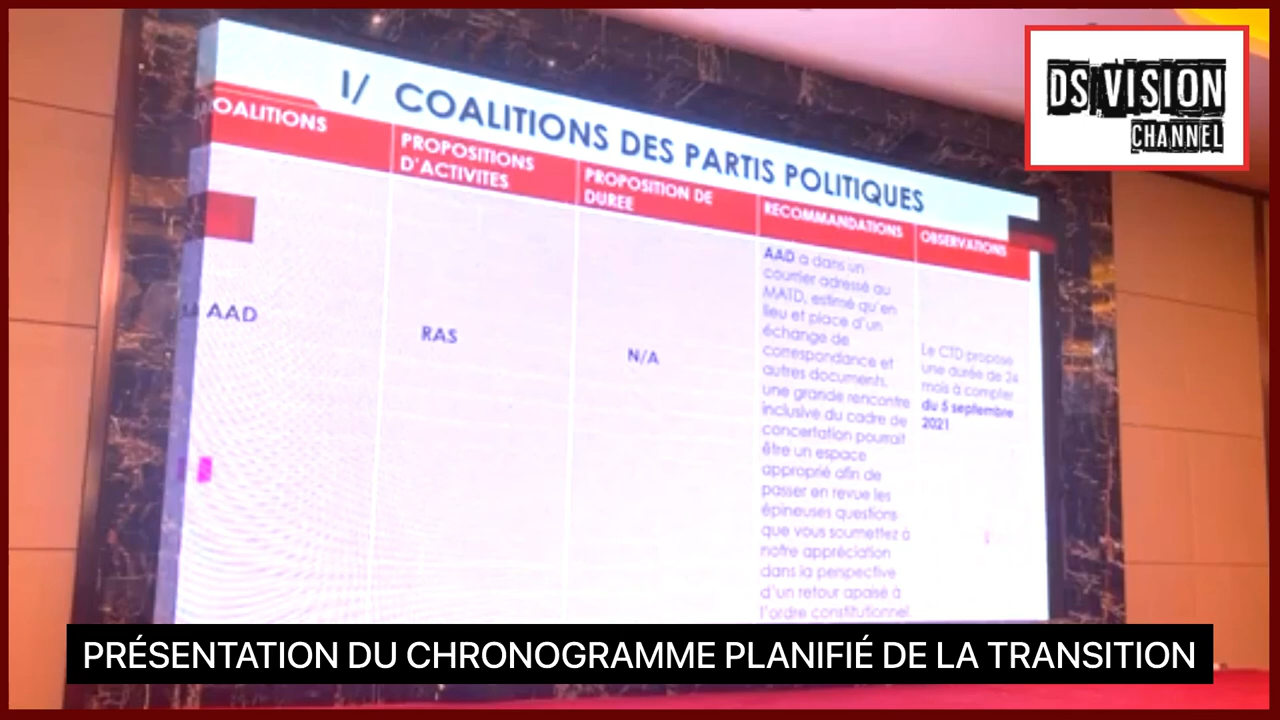 I/ COALITIONS DES PARTIS POLITIQUES
OALITIONS
PROPOSITIONS
D'ACTIVITES
PROPOSITION DE
DUREE
RECOMMANDATIONS
OBSERVATIONS
AAD
RAS
N/A
AAD a dans un
courrier adressé au
MATD, estimé qu'en
lieu et place d'un
échange de
correspondance et
autres documents,
une grande rencontre
inclusive du cadre de
concertation pourrait
être un espace
approprié afin de
passer en revue les
épineuses questions
que vous soumettez à
notre appréciation
dans la perspective
d'un retour apaisé à
l'ordre constitutionnel
Le CTD propose
une durée de 24
mois à compter
du 5 septembre
2021
DS VISION
CHANNEL
PRÉSENTATION DU CHRONOGRAMME PLANIFIÉ DE LA TRANSITION